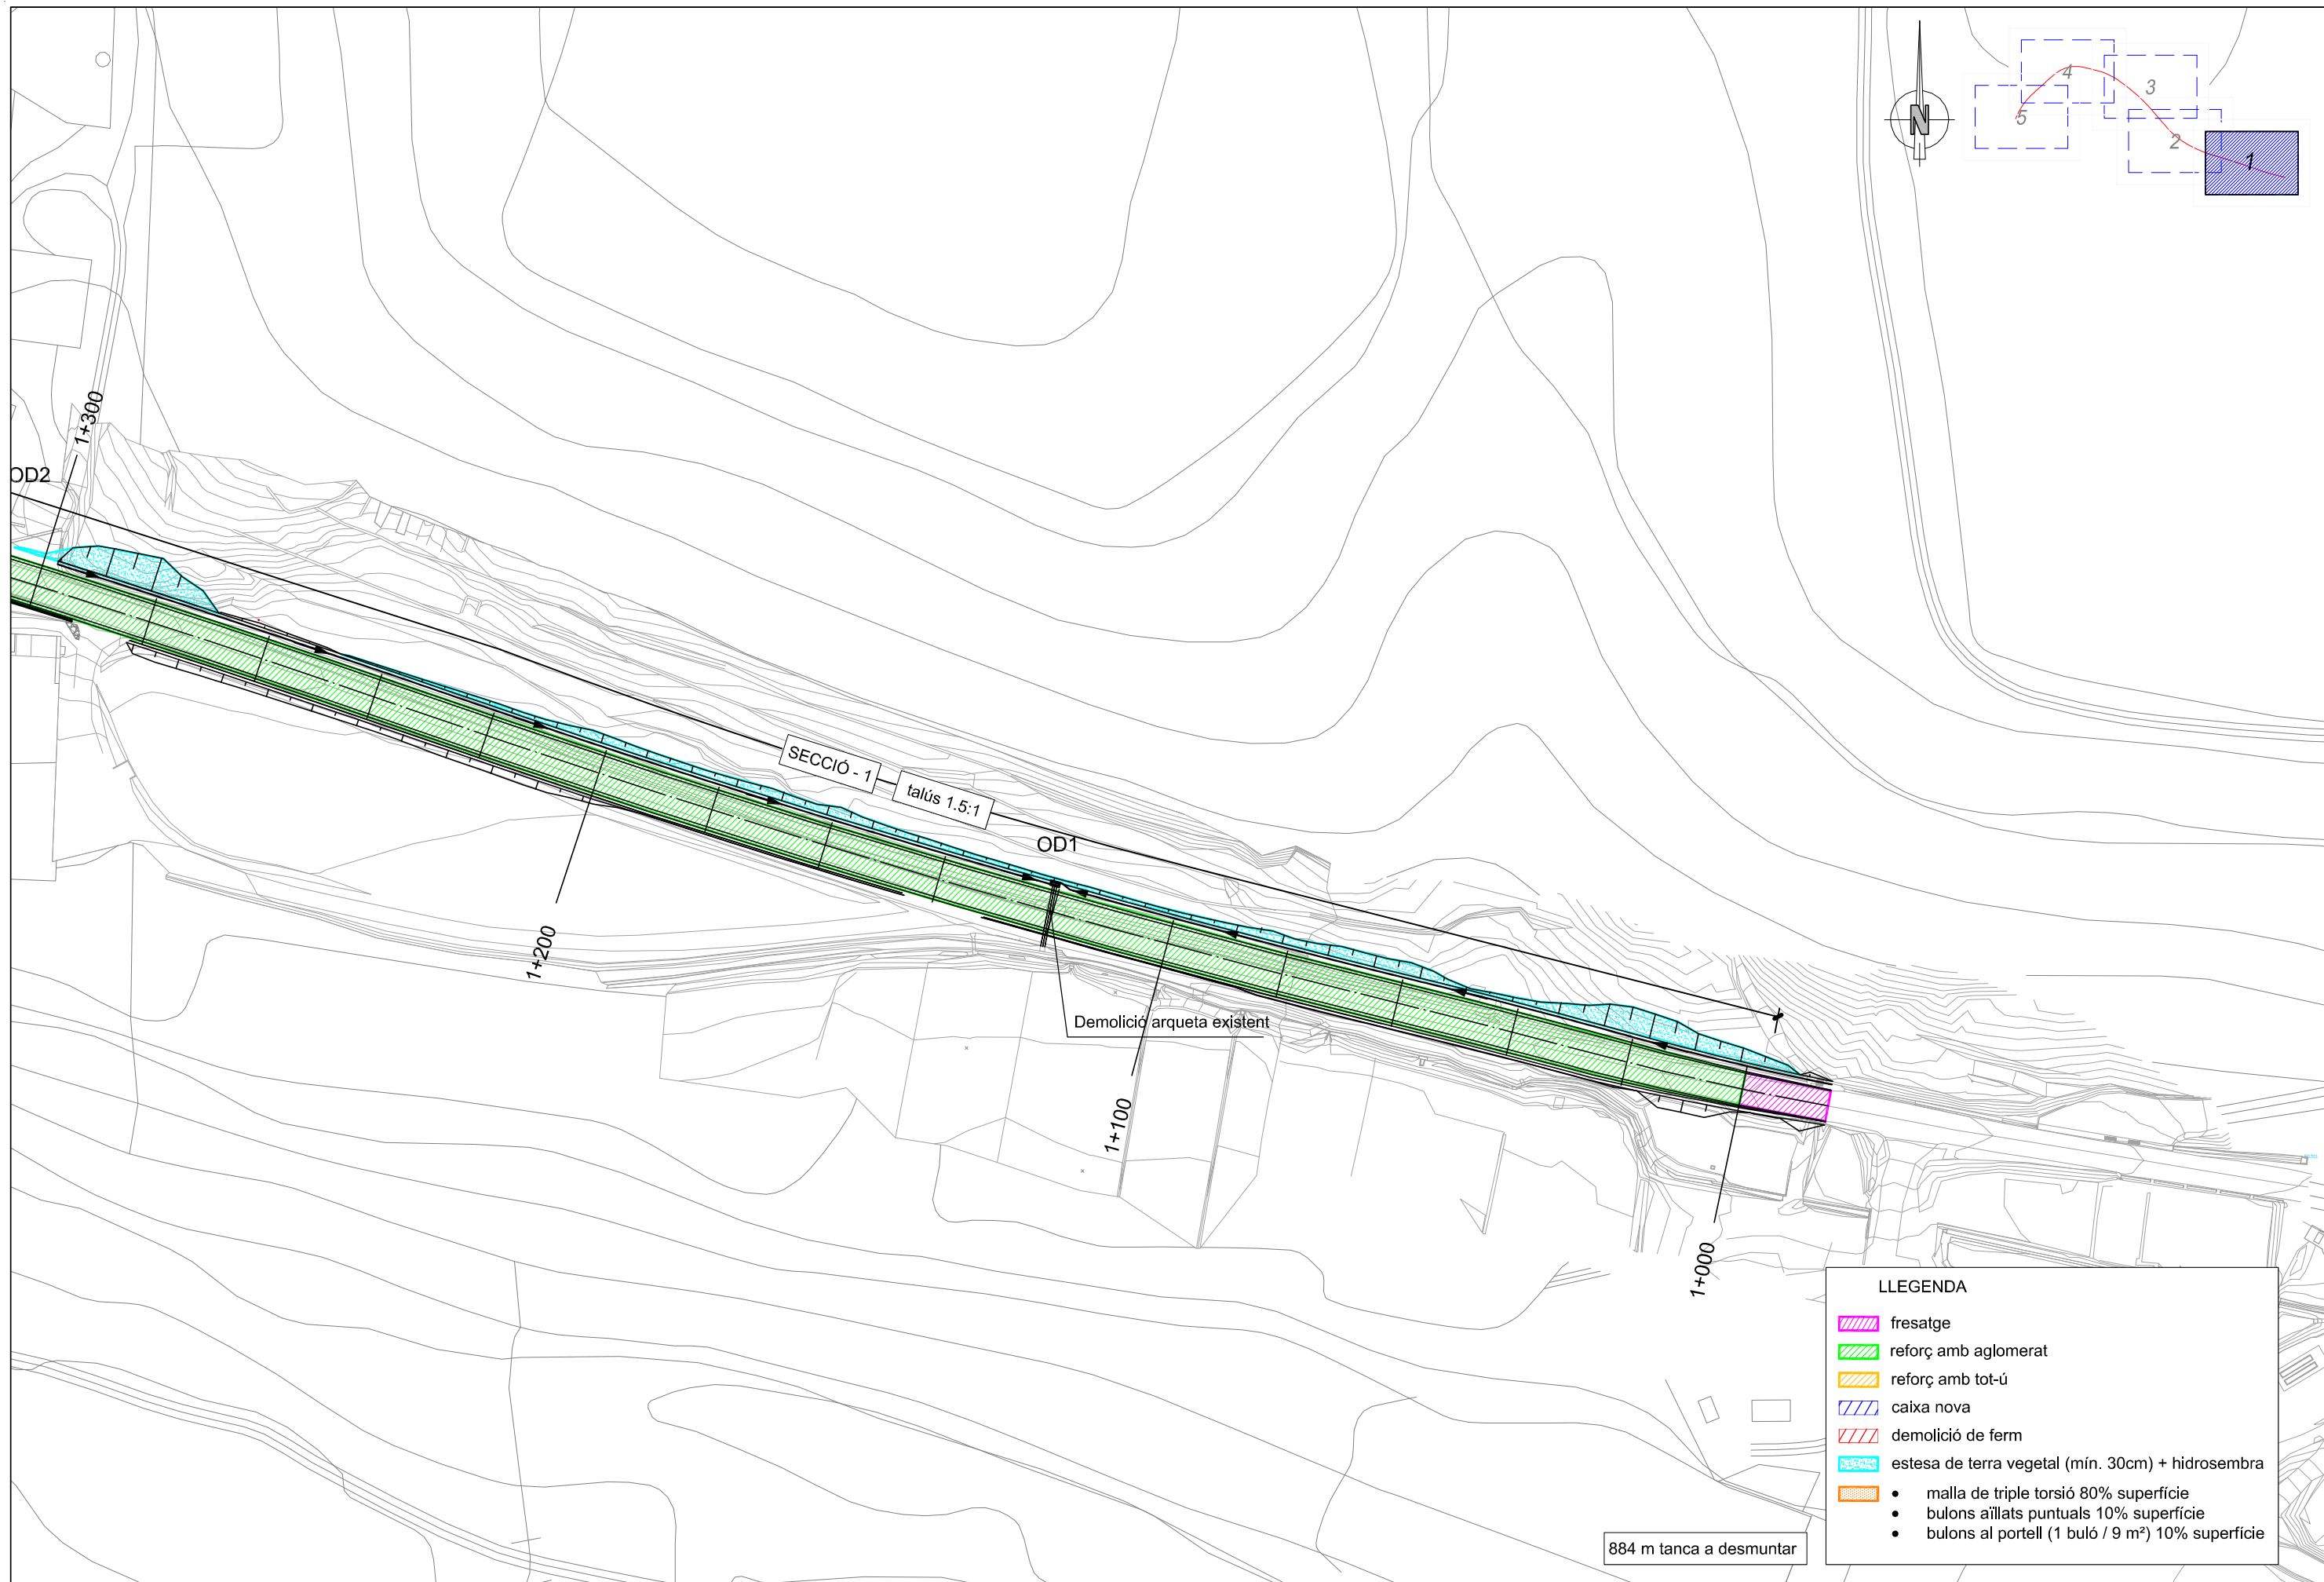 N
4
3
5
2
1
1+300
OD2
SECCIÓ - 1
talús 1.5:1
OD1
1+200
Demolició arqueta existent
1+100
1+000
LLEGENDA
fresatge
reforç amb aglomerat
reforç amb tot-ú
caixa nova
demolició de ferm
estesa de terra vegetal (mín. 30cm) + hidrosembra
• malla de triple torsió 80% superfície
• bulons aïllats puntuals 10% superfície
• bulons al portell (1 buló / 9 m²) 10% superfície
884 m tanca a desmuntar